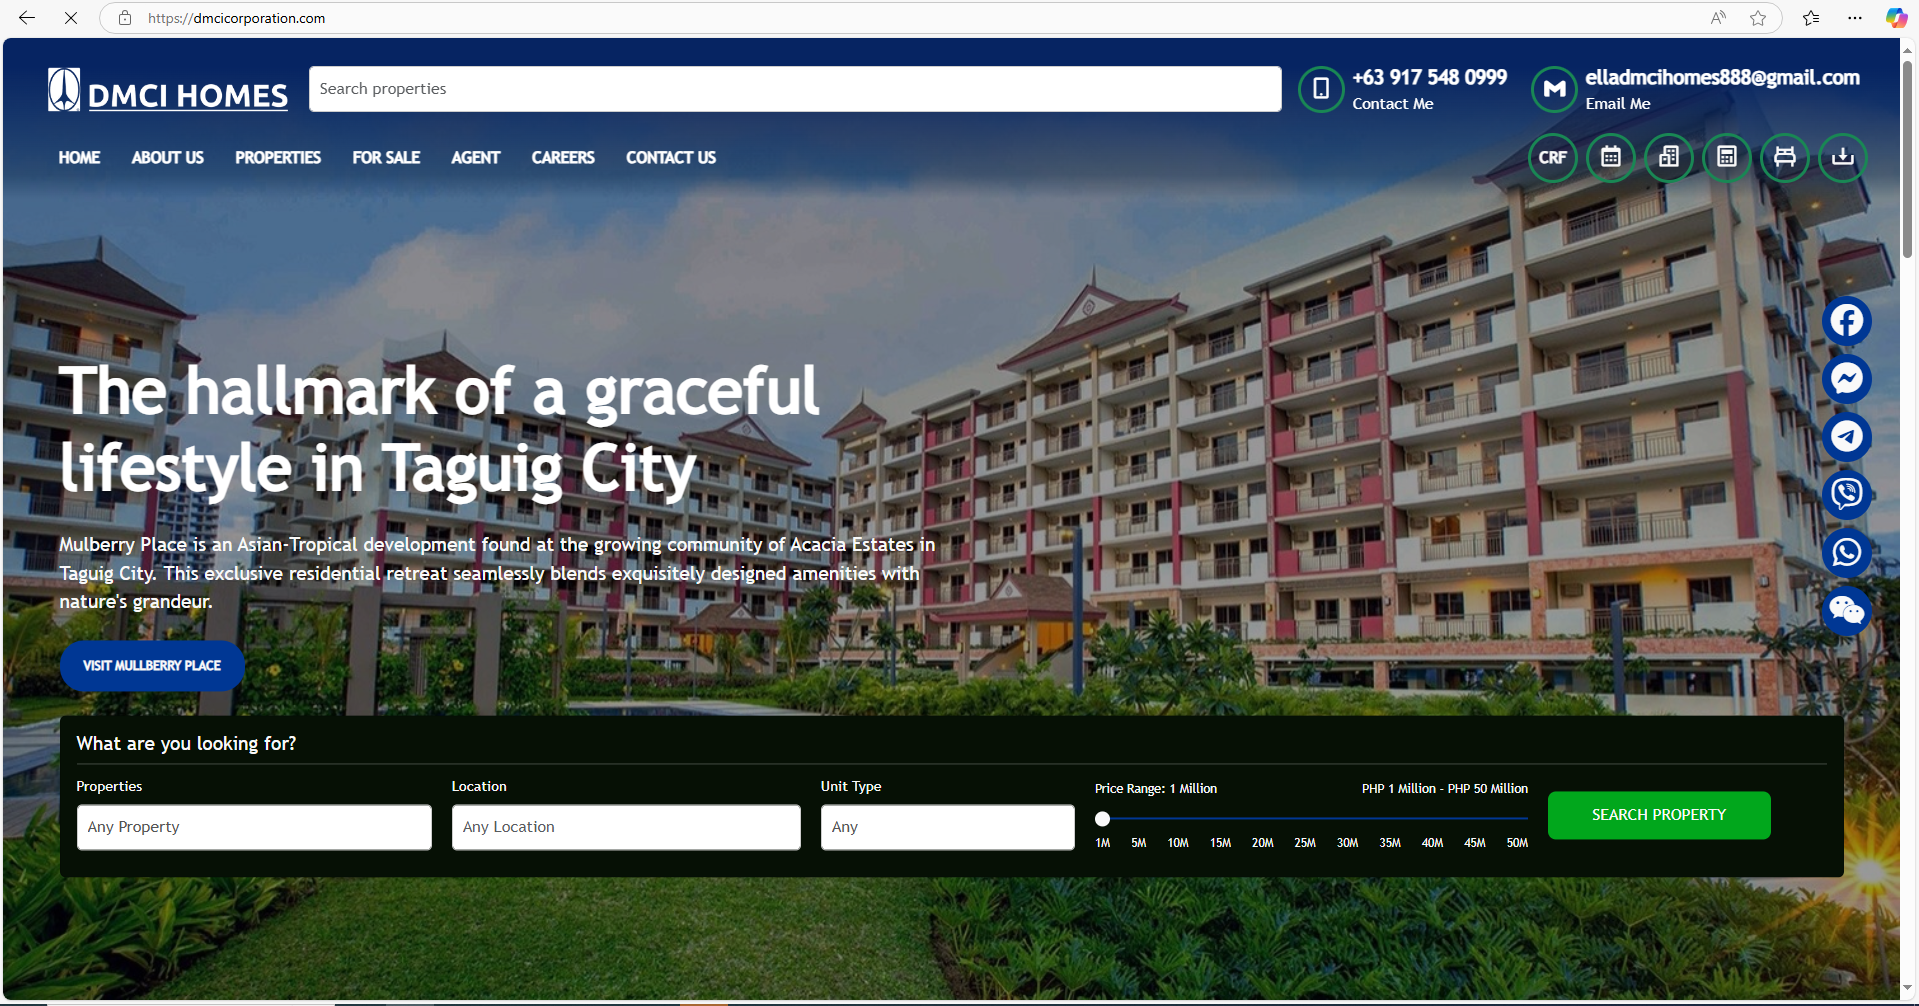 https://dmcicorporation.com
DMCI HOMES
Search properties
+63 917 548 0999
Contact Me
elladmcihomes888@gmail.com
Email Me
HOME
ABOUT US
PROPERTIES
FOR SALE
AGENT
CAREERS
CONTACT US
CRF
The hallmark of a graceful
lifestyle in Taguig City
Mulberry Place is an Asian-Tropical development found at the growing community of Acacia Estates in
Taguig City. This exclusive residential retreat seamlessly blends exquisitely designed amenities with
nature's grandeur.
VISIT MULLBERRY PLACE
What are you looking for?
Properties
Any Property
Location
Any Location
Unit Type
Any
Price Range: 1 Million
PHP 1 Million - PHP 50 Million
1M 5M 10M 15M 20M 25M 30M 35M 40M 45M 50M
SEARCH PROPERTY